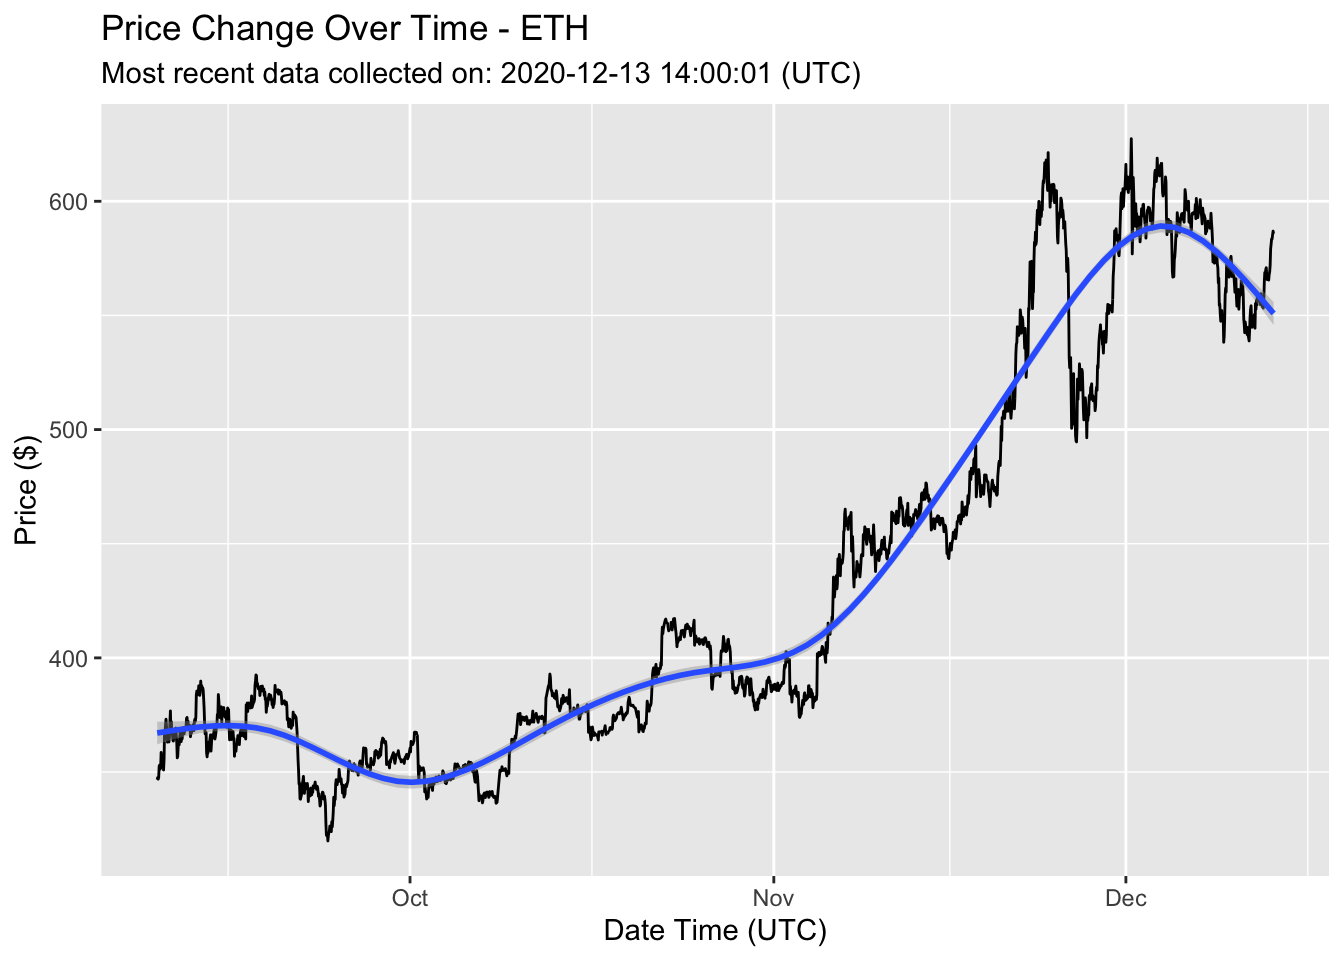 Price Change Over Time - ETH
Most recent data collected on: 2020-12-13 14:00:01 (UTC)
600
500
400
Price ($)
Oct
Nov
Dec
Date Time (UTC)